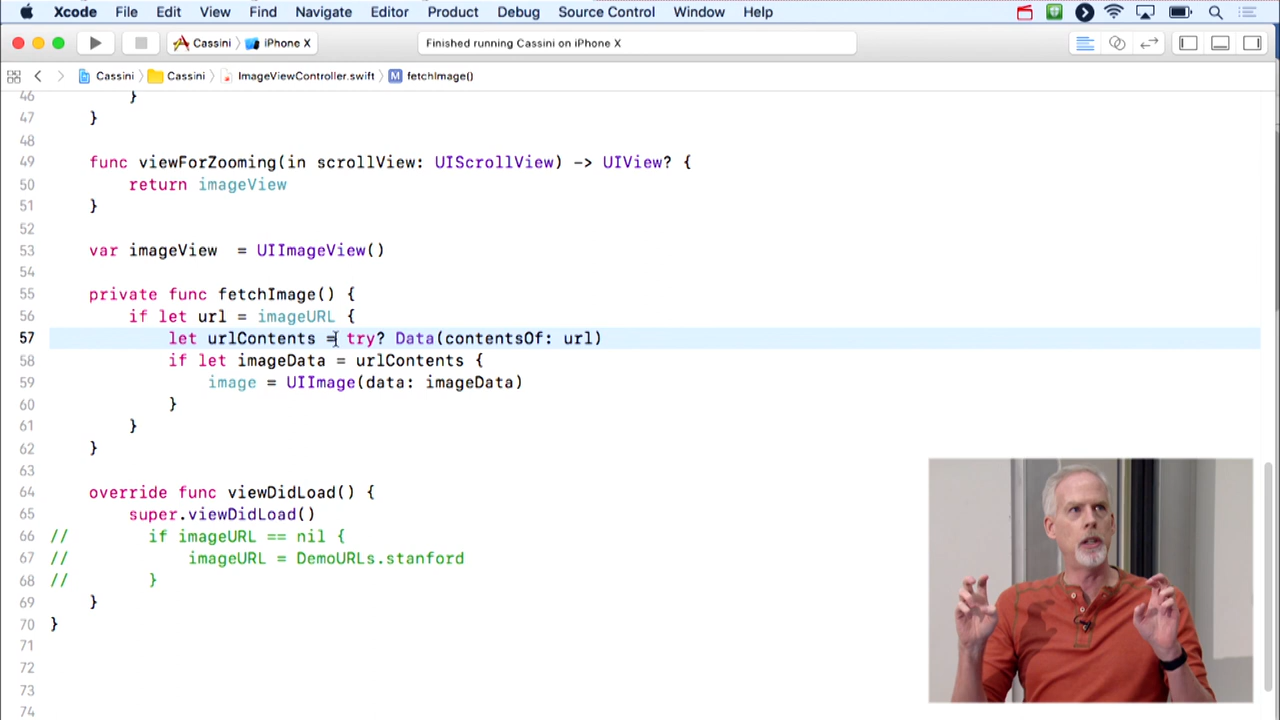 Xcode File Edit View Find Navigate Editor Product Debug Source Control Window Help
Cassini iPhone X Finished running Cassini on iPhone X
Cassini Cassini ImageViewController.swift M fetchImage()
46 }
47 }
48
49 func viewForZooming(in scrollView: UIScrollView) -> UIView? {
50 return imageView
51 }
52
53 var imageView = UIImageView()
54
55 private func fetchImage() {
56 if let url = imageURL {
57 let urlContents = try? Data(contentsOf: url)
58 if let imageData = urlContents {
59 image = UIImage(data: imageData)
60 }
61 }
62 }
63
64 override func viewDidLoad() {
65 super.viewDidLoad()
66 // if imageURL == nil {
67 // imageURL = DemoURLs.stanford
68 // }
69 }
70 }
71
72
73
74